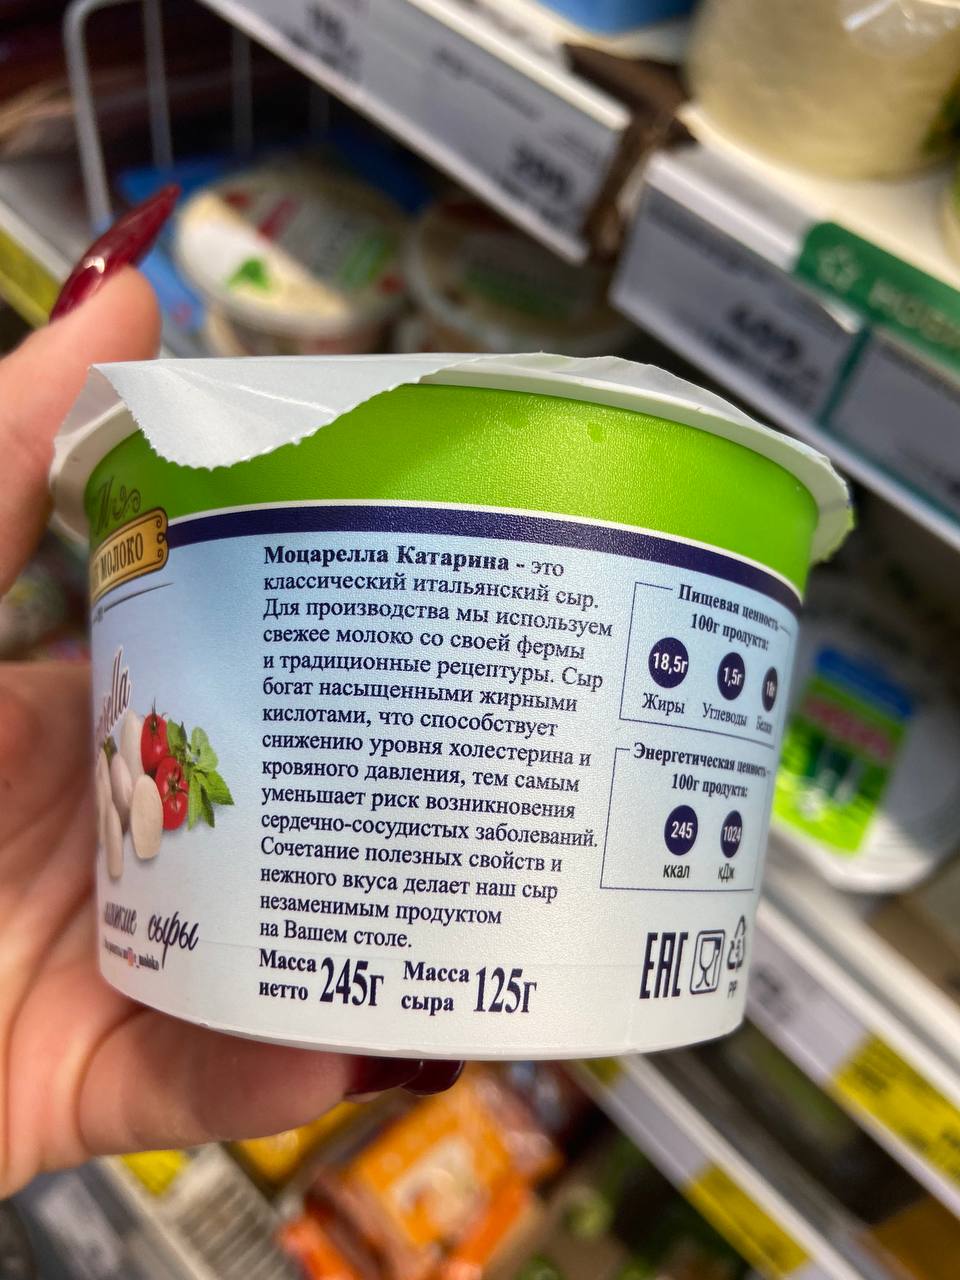 МОЛОКО
Моцарелла Катарина - это
классический итальянский сыр.
Для производства мы используем
свежее молоко со своей фермы
и традиционные рецептуры. Сыр
богат насыщенными жирными
кислотами, что способствует
снижению уровня холестерина и
кровяного давления, тем самым
уменьшает риск возникновения
сердечно-сосудистых заболеваний.
Сочетание полезных свойств и
нежного вкуса делает наш сыр
незаменимым продуктом
на Вашем столе.
Масса нетто 245г Масса сыра 125г
Пищевая ценность
100г продукта:
18,5г 1,5г
Жиры Углеводы Белки
Энергетическая ценность
100г продукта:
245 1024
ккал кДж
EAC
5
PP
сыры